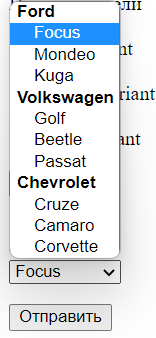 Ford
Focus
Mondeo
Kuga
Volkswagen
Golf
Beetle
Passat
Chevrolet
Cruze
Camaro
Corvette
Focus
Отправить